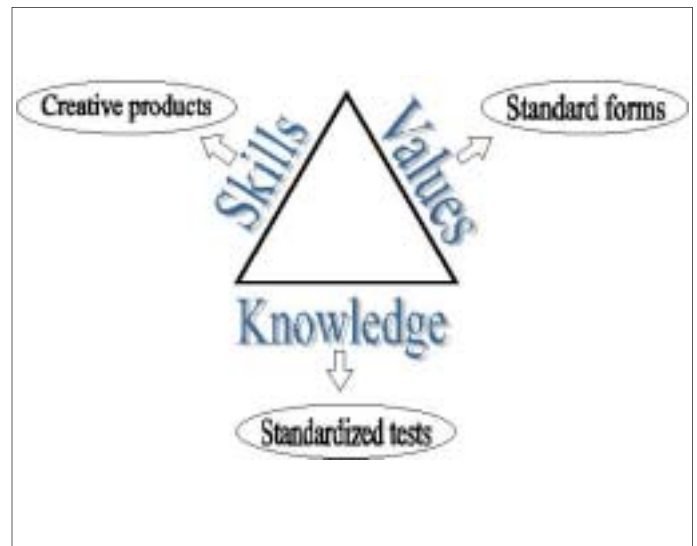 Creative products
Standard forms
Skills
Values
Knowledge
Standardized tests